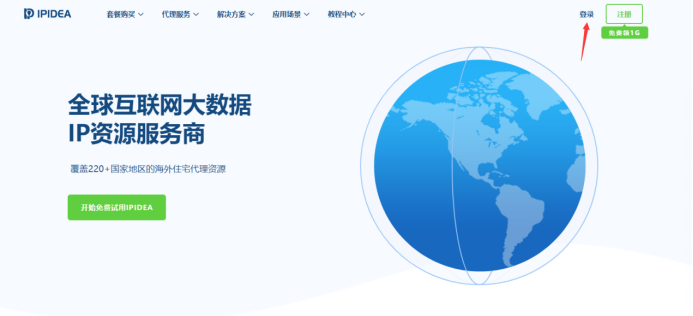 IPIDEA 套餐购买 代理服务 解决方案 应用场景 教程中心 登录 注册
免费领1G
全球互联网大数据
IP资源服务商
覆盖220+国家地区的海外住宅代理资源
开始免费试用IPIDEA